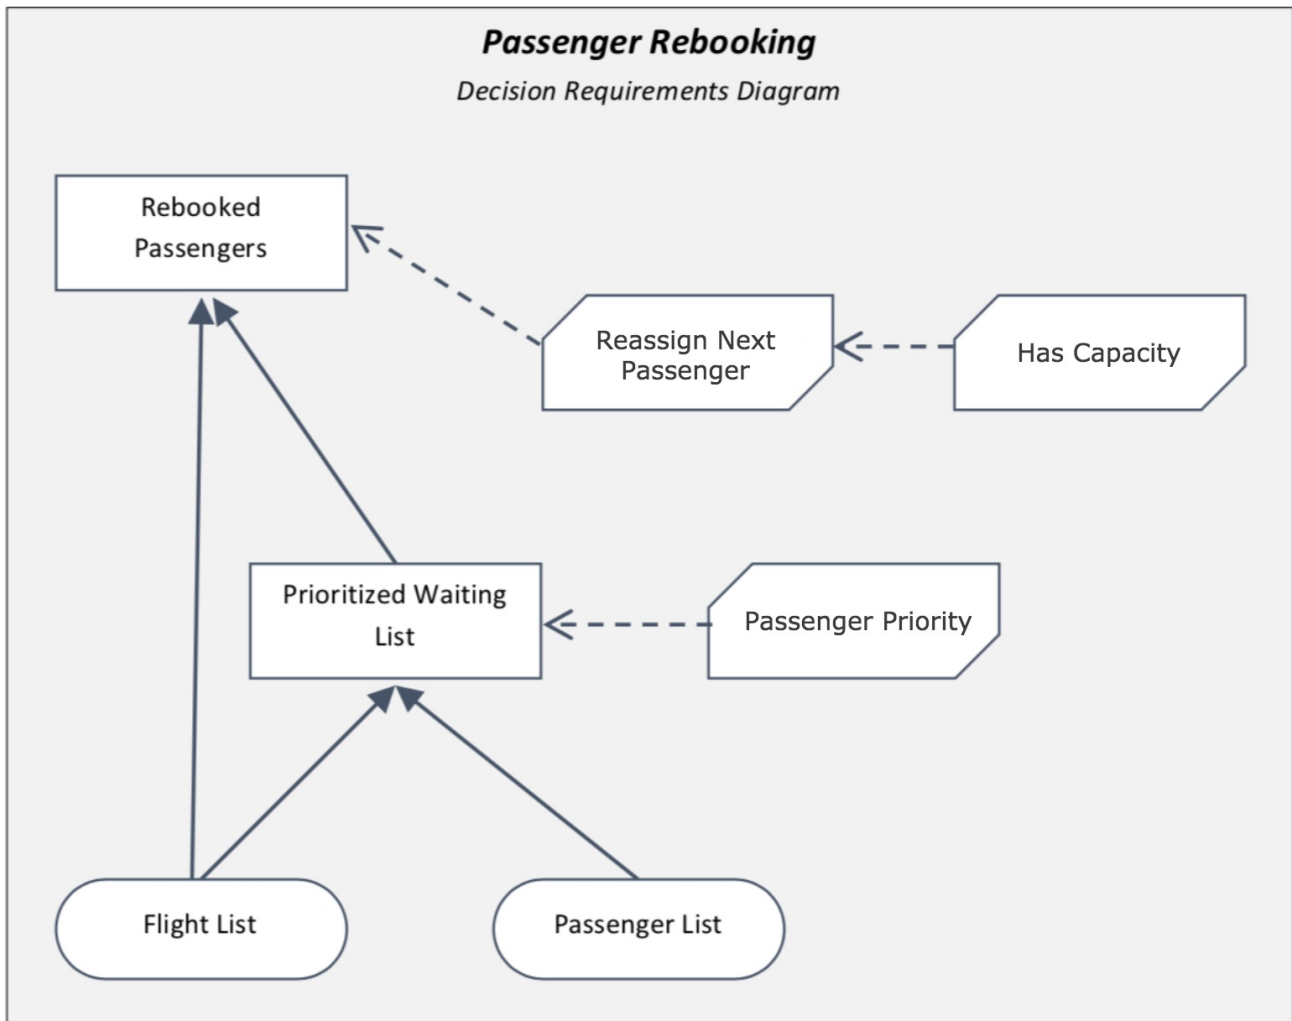 Passenger Rebooking
Decision Requirements Diagram
Rebooked
Passengers
Reassign Next
Passenger
Has Capacity
Prioritized Waiting
List
Passenger Priority
Flight List
Passenger List